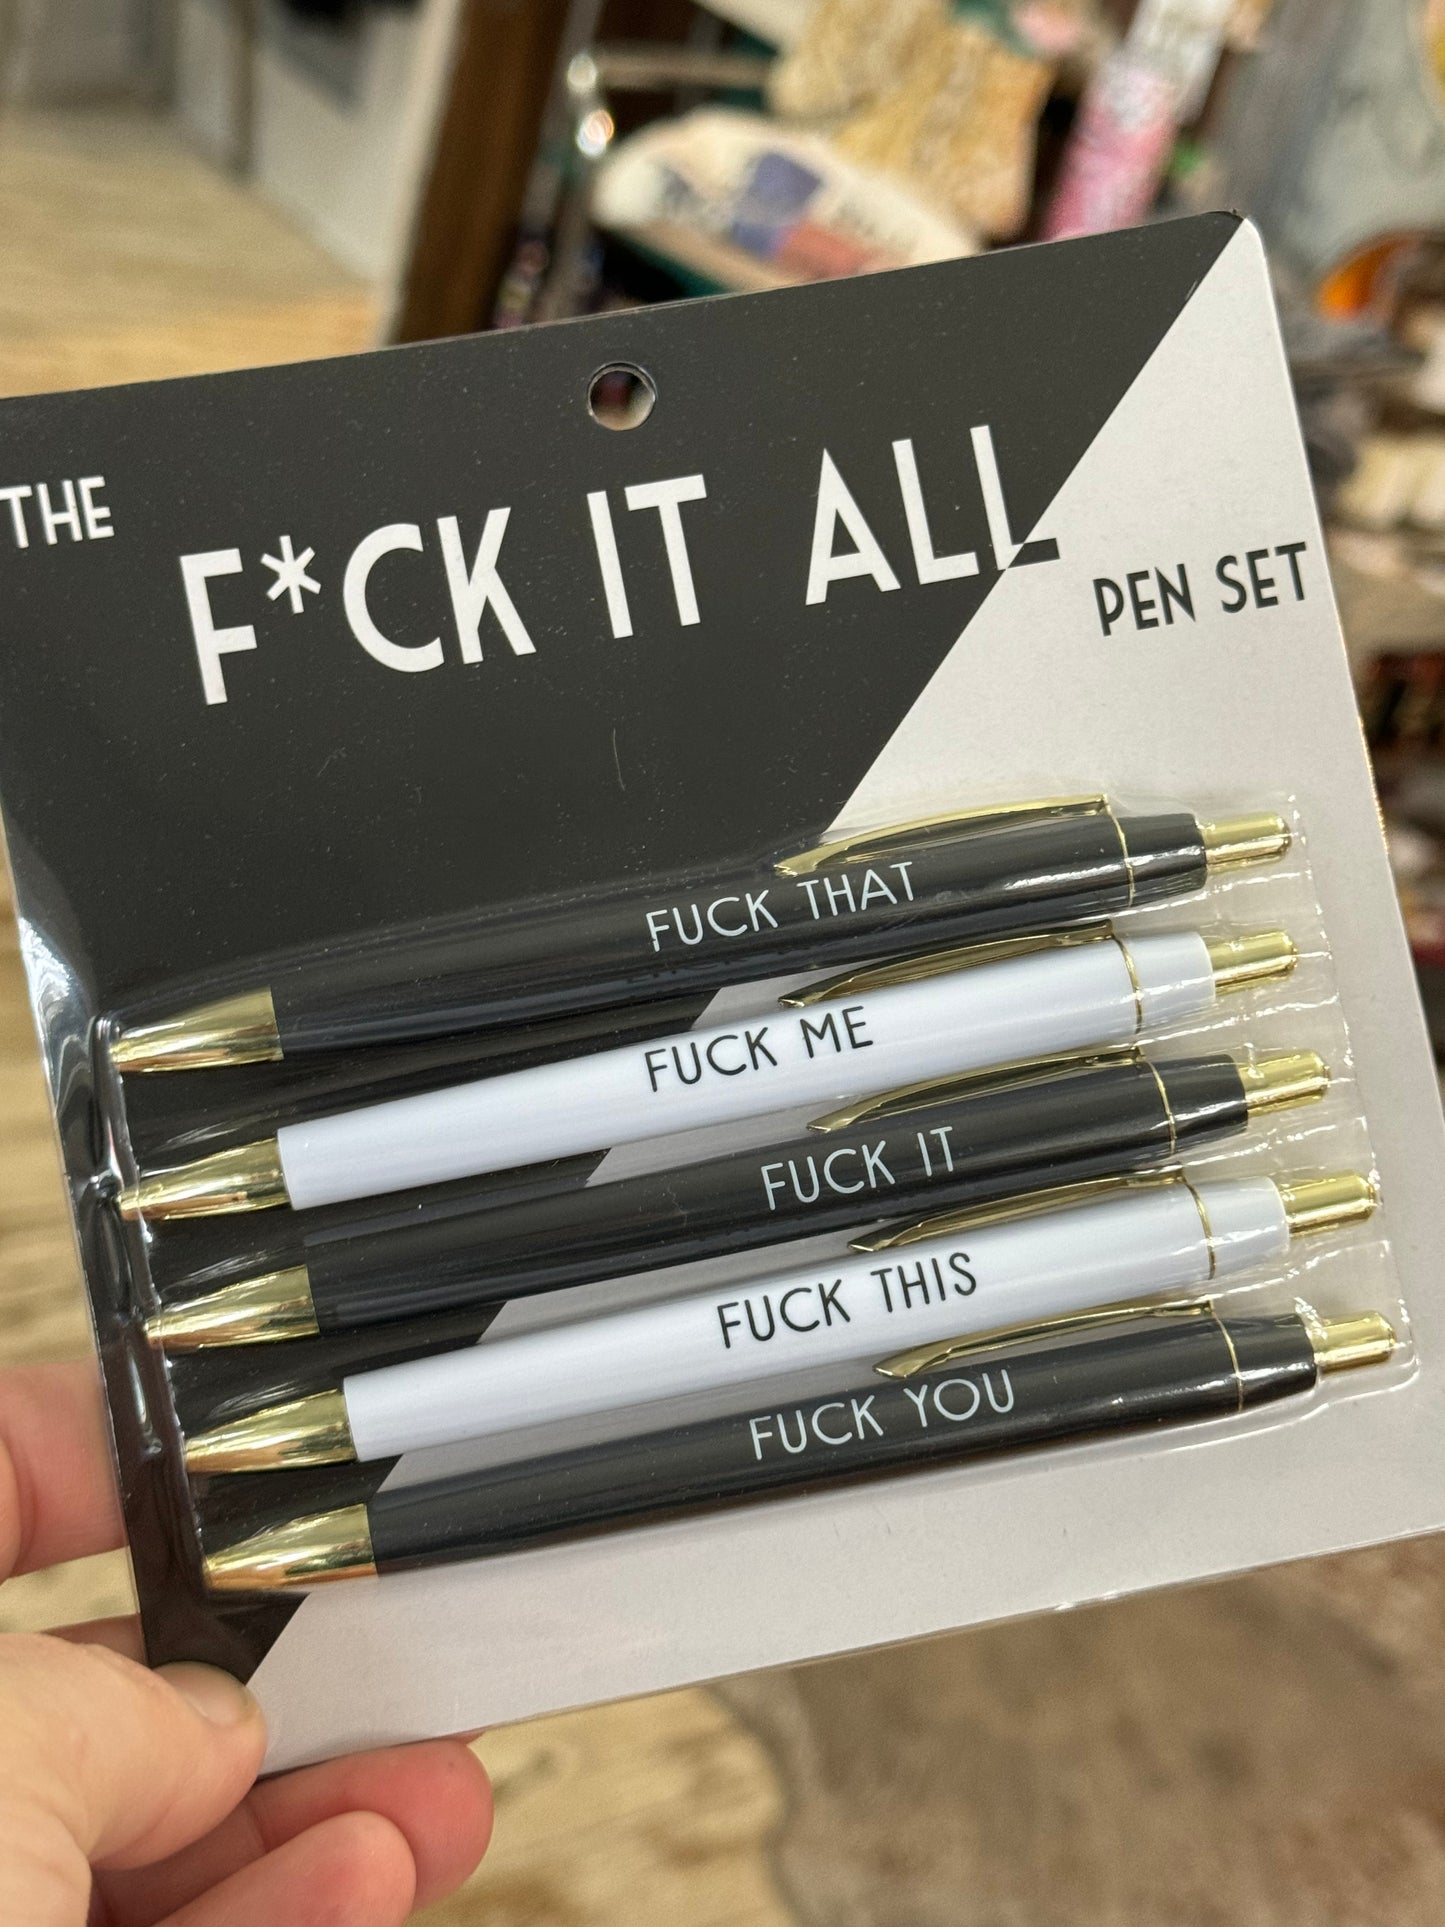 THE
F*CK IT ALL
PEN SET
FUCK THAT
FUCK ME
FUCK IT
FUCK THIS
FUCK YOU